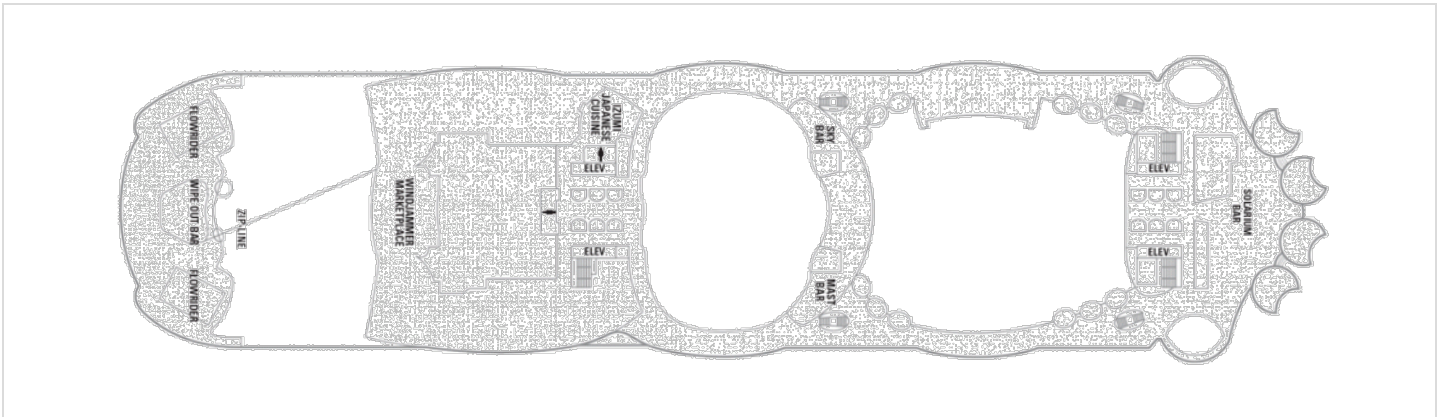 FLOWRIDER
WIPE OUT BAR
FLOWRIDER
ZIP LINE
WINDJAMMER
MARKETPLACE
IZUMI
JAPANESE
CUISINE
ELEV
ELEV
SKY
BAR
MAST
BAR
ELEV
ELEV
SOLARIUM
BAR